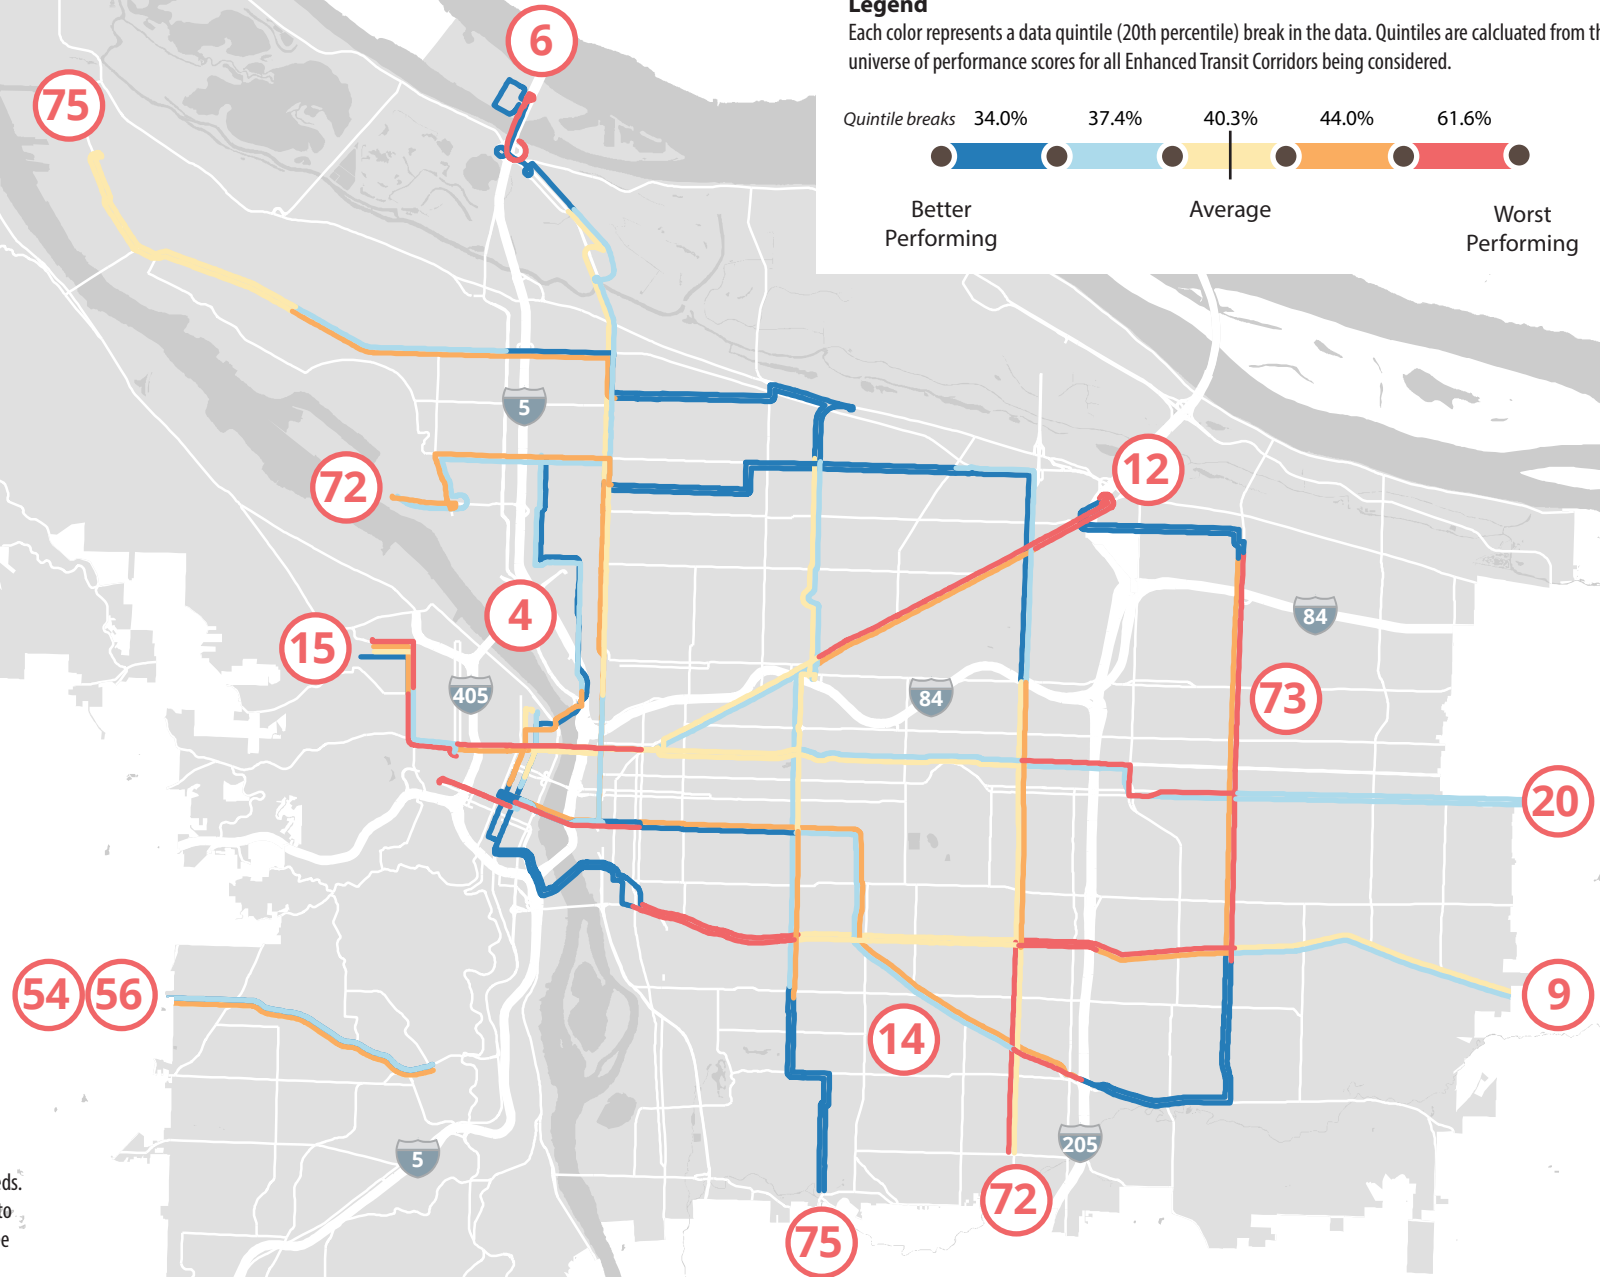 Legend
Each color represents a data quintile (20th percentile) break in the data. Quintiles are calcluated from
universe of performance scores for all Enhanced Transit Corridors being considered.
Quintile breaks 34.0% 37.4% 40.3% 44.0% 61.6%
Better
Performing
Average
Worst
Performing
6
75
5
72
12
4
15
84
405
84
73
20
54
56
9
14
5
205
72
75
to